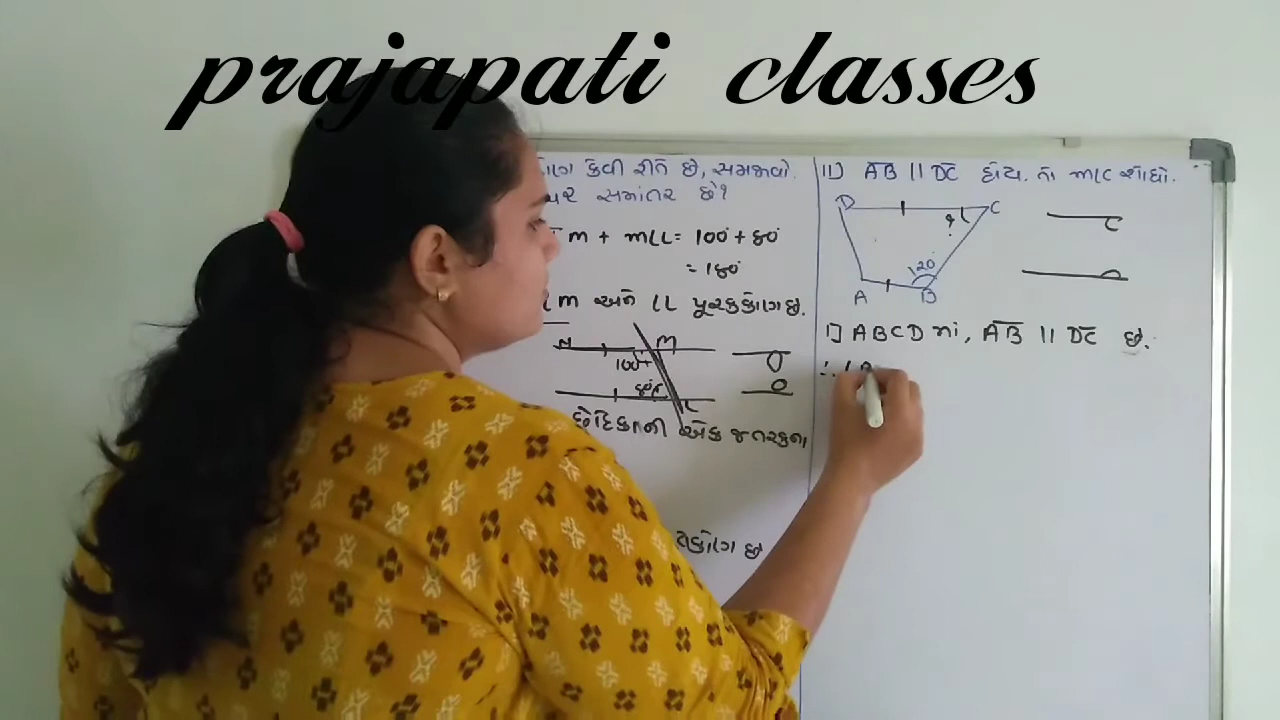 prajapati classes
કેવી રીતે છે, સમજાવો.
સમાંતર છે?
m + m∠L = 100° + 80°
= 180°
∠m અને ∠L પૂરકકોણ છે.
N M
100°
80°
L
છેદિકાની એક જ તરફના
છે
11) AB || DC હોય. તો m∠C શોધો.
D C
?
120°
A B
1) ABCD માં, AB || DC છે.
∴ ∠B